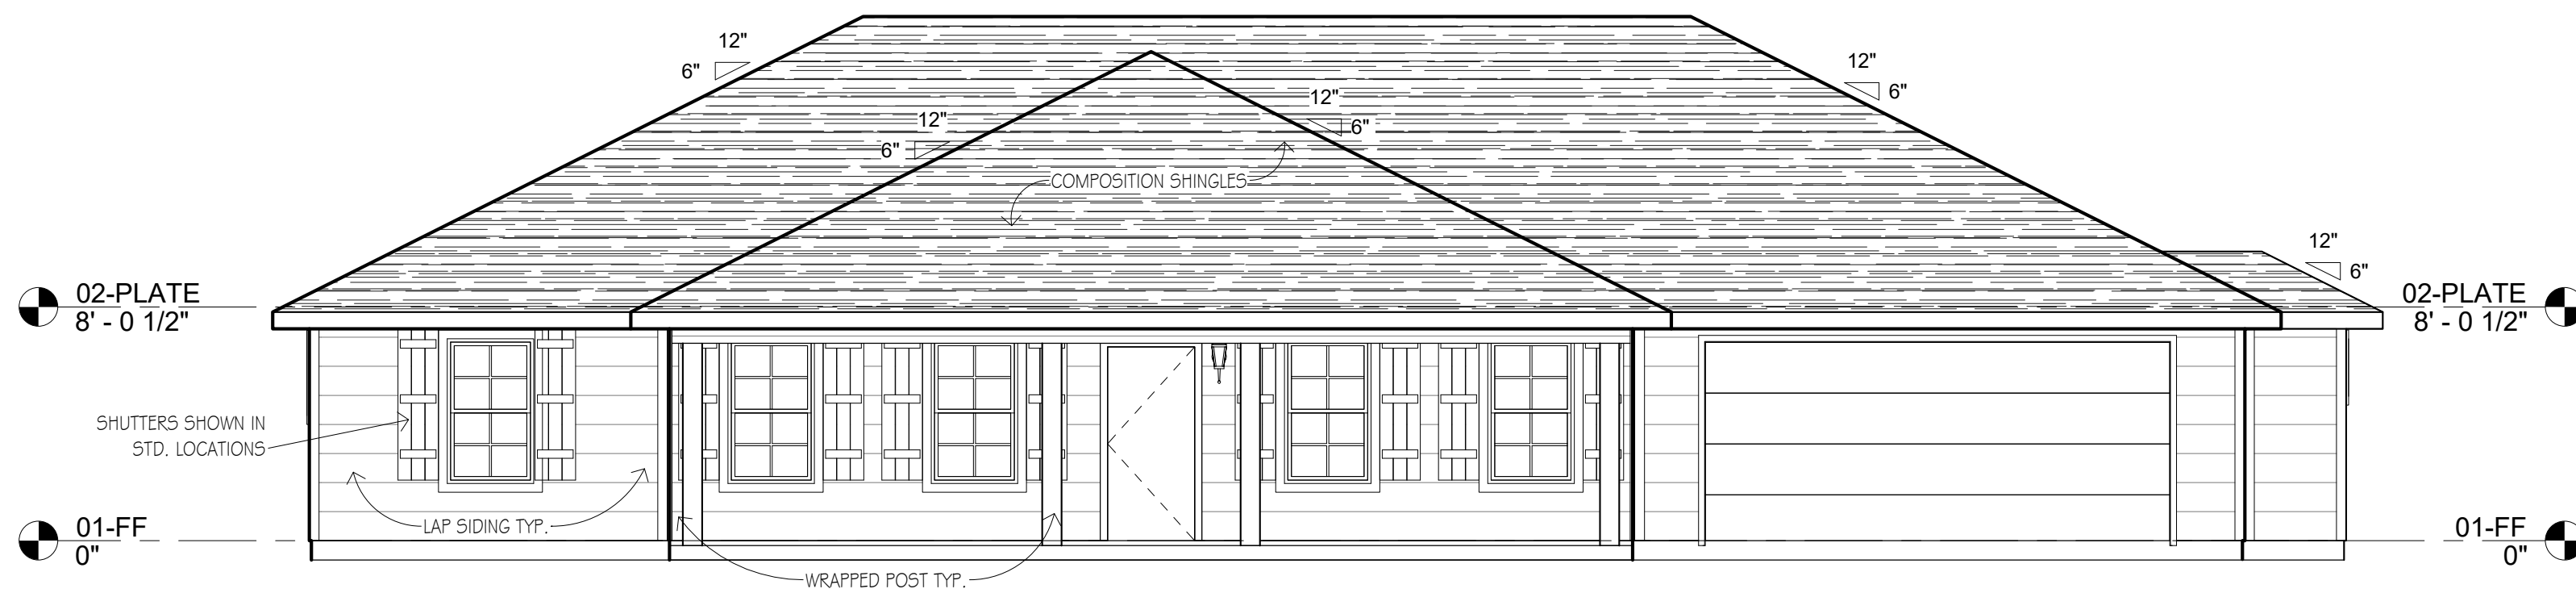 12"
6"
12"
6"
12"
6"
12"
6"
COMPOSITION SHINGLES
12"
6"
02-PLATE
8' - 0 1/2"
02-PLATE
8' - 0 1/2"
SHUTTERS SHOWN IN
STD. LOCATIONS
LAP SIDING TYP.
01-FF
0"
01-FF
0"
WRAPPED POST TYP.